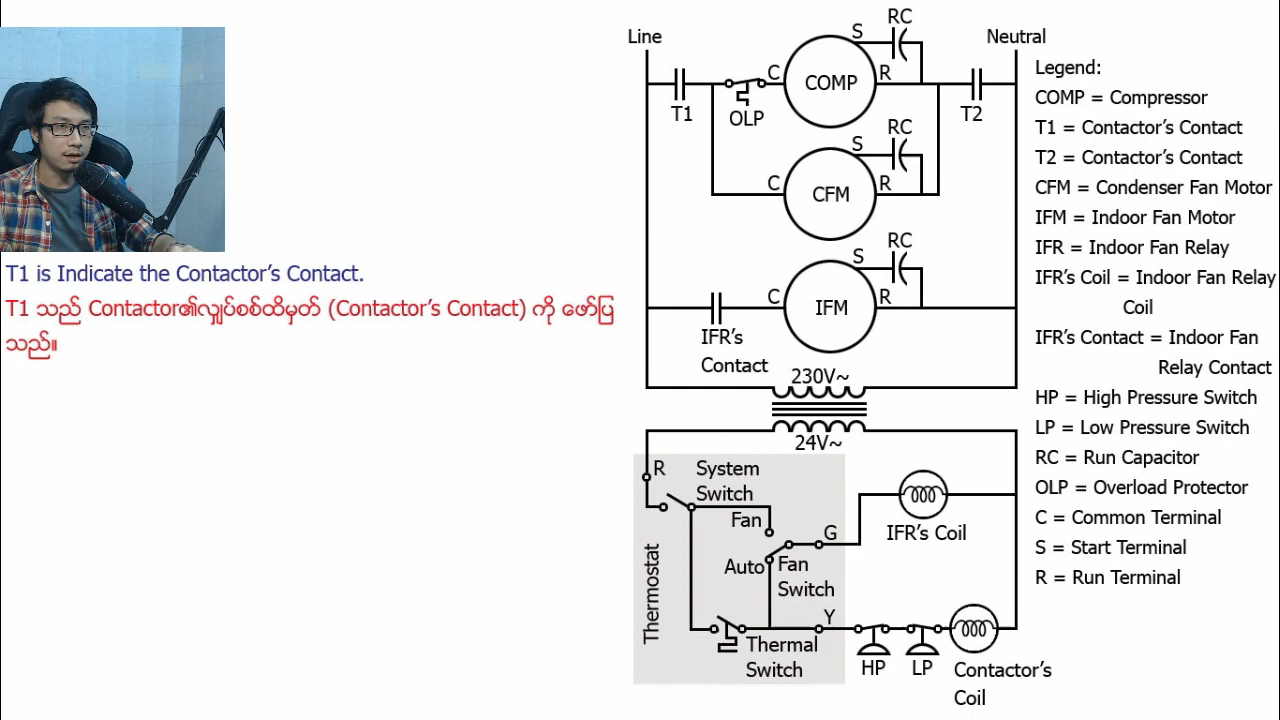 T1 is Indicate the Contactor's Contact.
T1 သည် Contactor၏လျှပ်စစ်ထိမှတ် (Contactor's Contact) ကို ဖော်ပြ
သည်။
Line
Neutral
RC
S
C
COMP
R
T1
OLP
T2
RC
S
C
CFM
R
RC
S
C
IFM
R
IFR's
Contact
230V~
24V~
R
System
Switch
Fan
G
IFR's Coil
Auto
Fan
Switch
Thermostat
Y
Thermal
Switch
HP
LP
Contactor's
Coil
Legend:
COMP = Compressor
T1 = Contactor's Contact
T2 = Contactor's Contact
CFM = Condenser Fan Motor
IFM = Indoor Fan Motor
IFR = Indoor Fan Relay
IFR's Coil = Indoor Fan Relay
Coil
IFR's Contact = Indoor Fan
Relay Contact
HP = High Pressure Switch
LP = Low Pressure Switch
RC = Run Capacitor
OLP = Overload Protector
C = Common Terminal
S = Start Terminal
R = Run Terminal